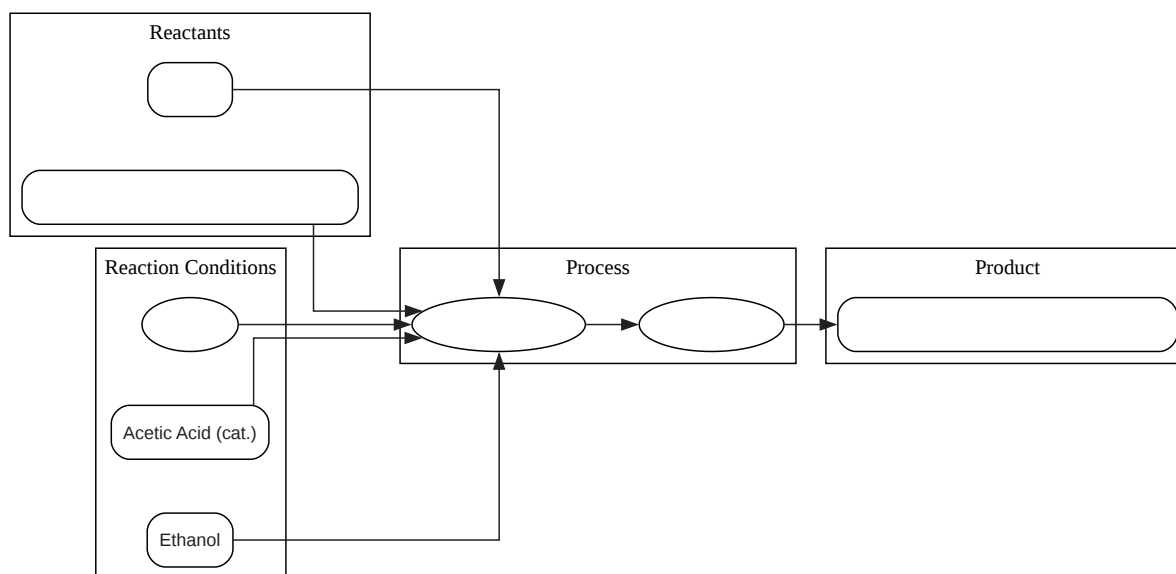 Reactants
Reaction Conditions
Process
Product
Acetic Acid (cat.)
Ethanol